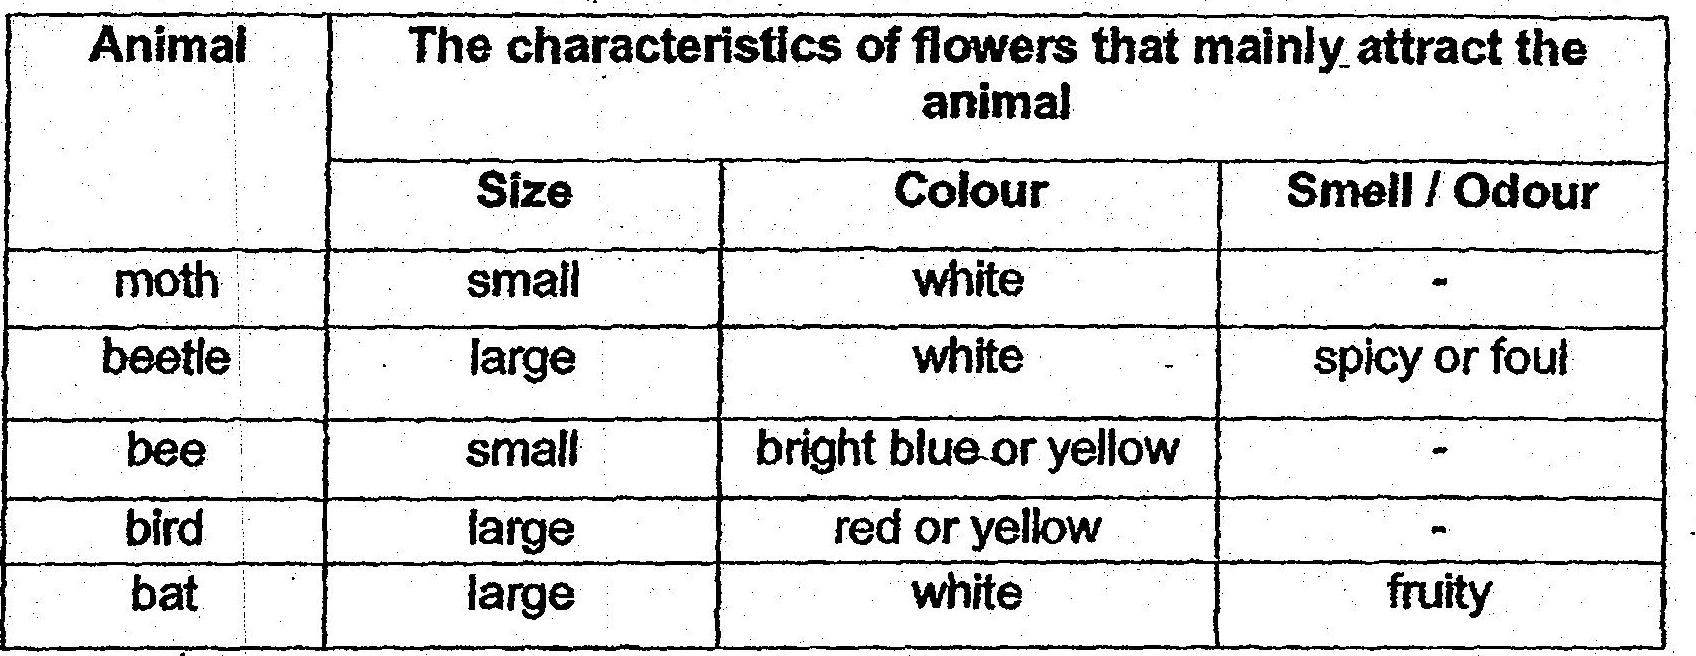 Animal The characteristics of flowers that mainly attract the
animal
Size Colour Smell / Odour
moth small white -
beetle large white spicy or foul
bee small bright blue or yellow -
bird large red or yellow -
bat large white fruity